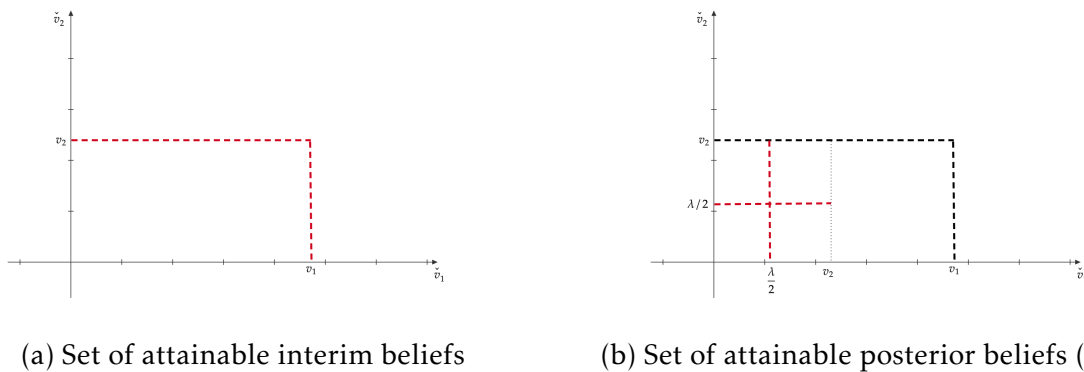 v̌₂
v₂
v₁
v̌₁
(a) Set of attainable interim beliefs
v̌₂
v₂
λ/2
λ/2
v₂
v₁
v̌
(b) Set of attainable posterior beliefs (